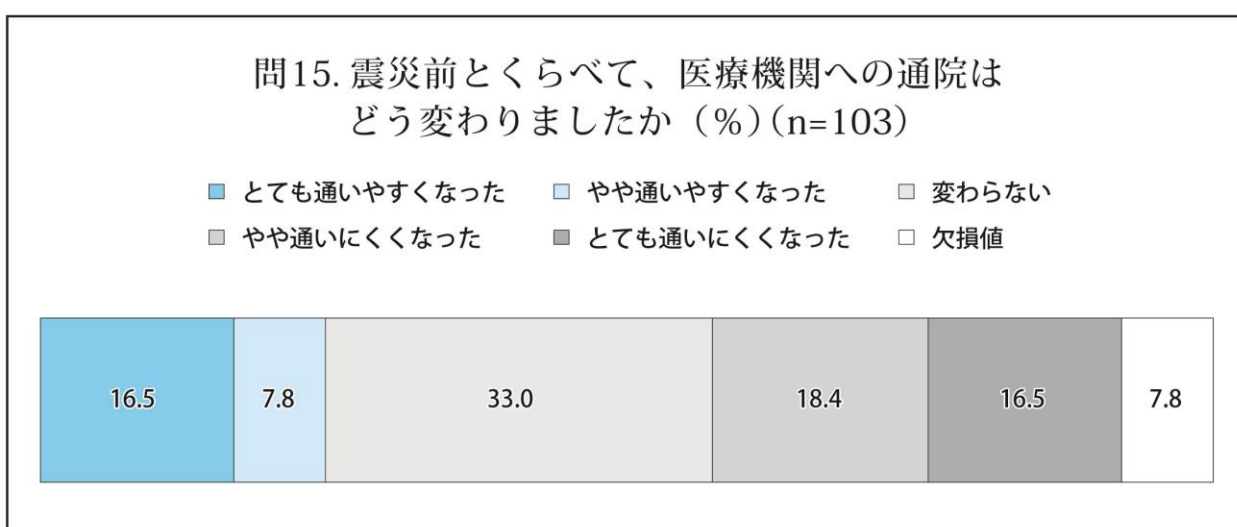 問15. 震災前とくらべて、医療機関への通院は
どう変わりましたか（％）（n=103）
とても通いやすくなった やや通いやすくなった 変わらない
やや通いにくくなった とても通いにくくなった 欠損値
16.5 7.8 33.0 18.4 16.5 7.8